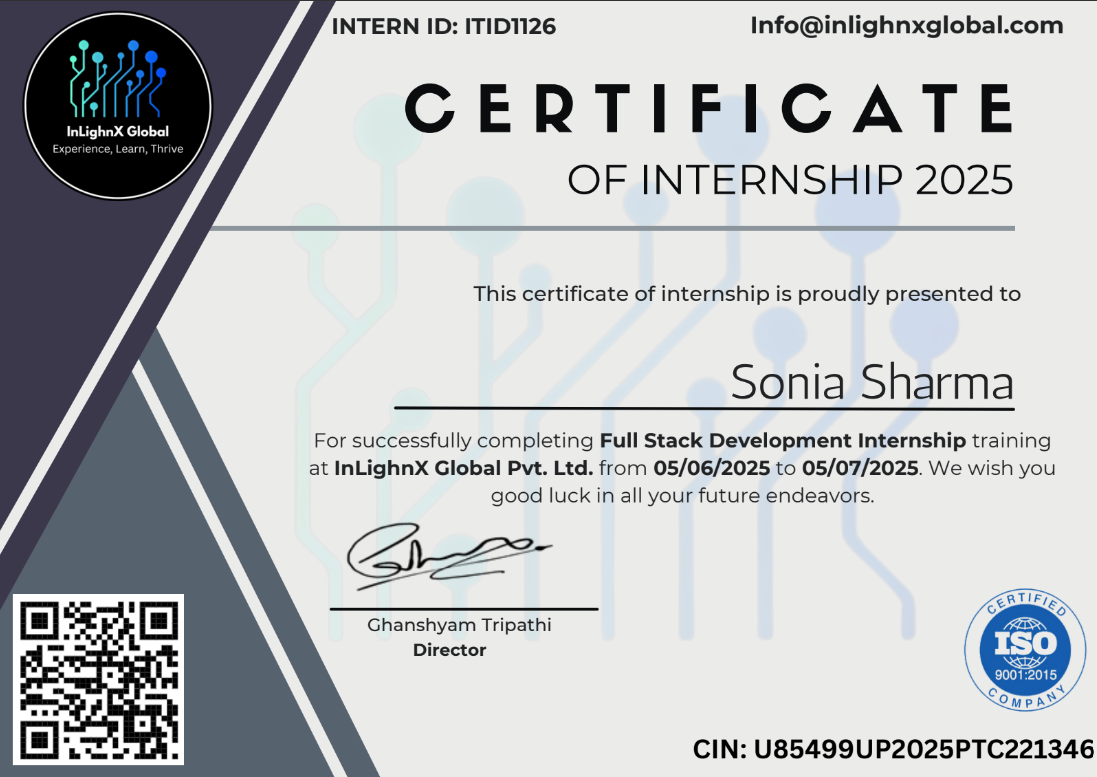 INTERN ID: ITID1126
Info@inlighnxglobal.com
InLighnX Global
Experience, Learn, Thrive
CERTIFICATE
OF INTERNSHIP 2025
This certificate of internship is proudly presented to
Sonia Sharma
For successfully completing Full Stack Development Internship training
at InLighnX Global Pvt. Ltd. from 05/06/2025 to 05/07/2025. We wish you
good luck in all your future endeavors.
Ghanshyam Tripathi
Director
CERTIFIED
ISO
9001:2015
COMPANY
CIN: U85499UP2025PTC221346